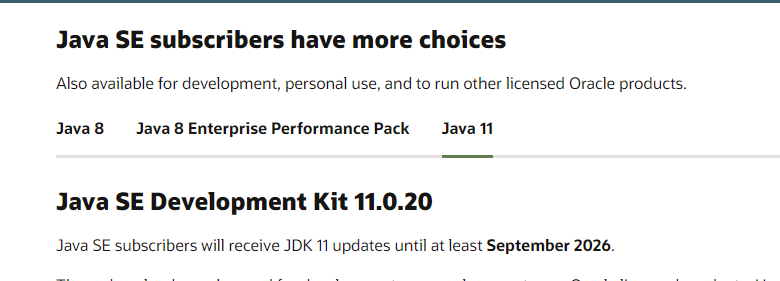 Java SE subscribers have more choices
Also available for development, personal use, and to run other licensed Oracle products.
Java 8 Java 8 Enterprise Performance Pack Java 11
Java SE Development Kit 11.0.20
Java SE subscribers will receive JDK 11 updates until at least September 2026.